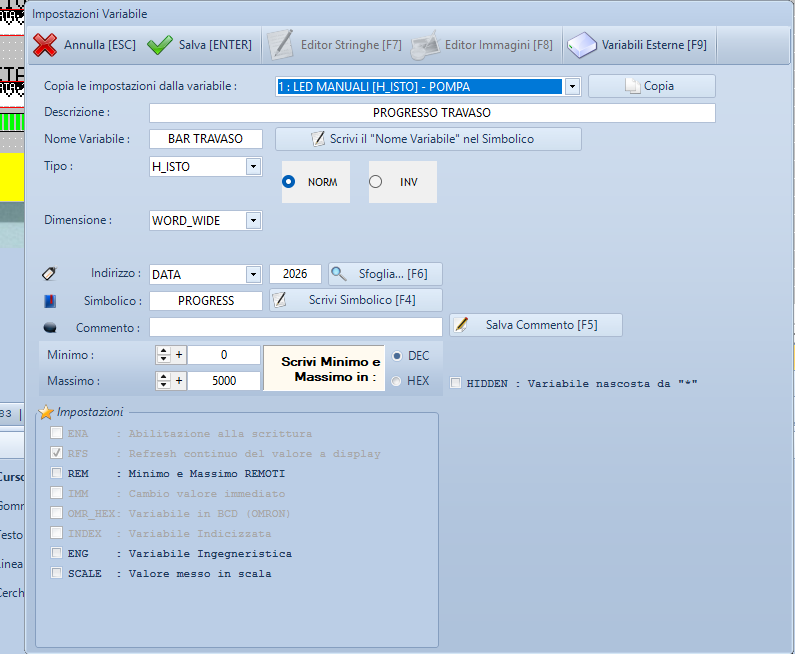 Impostazioni Variabile
Annulla [ESC] Salva [ENTER] Editor Stringhe [F7] Editor Immagini [F8] Variabili Esterne [F9]
Copia le impostazioni dalla variabile : 1 : LED MANUALI [H_ISTO] - POMPA Copia
Descrizione : PROGRESSO TRAVASO
Nome Variabile : BAR TRAVASO Scrivi il "Nome Variabile" nel Simbolico
Tipo : H_ISTO NORM INV
Dimensione : WORD_WIDE
Indirizzo : DATA 2026 Sfoglia... [F6]
Simbolico : PROGRESS Scrivi Simbolico [F4]
Commento : Salva Commento [F5]
Minimo : + 0 Scrivi Minimo e DEC
Massimo : + 5000 Massimo in : HEX HIDDEN : Variabile nascosta da "*"
Impostazioni
ENA : Abilitazione alla scrittura
RFS : Refresh continuo del valore a display
REM : Minimo e Massimo REMOTI
IMM : Cambio valore immediato
OMR_HEX: Variabile in BCD (OMRON)
INDEX : Variabile Indicizzata
ENG : Variabile Ingegneristica
SCALE : Valore messo in scala